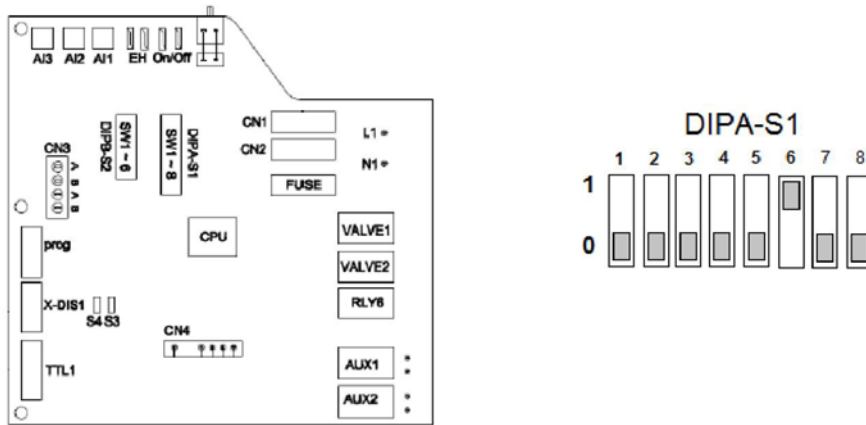 AI3 AI2 AI1 EH On/Off
CN3
A B A B
DIPB-S2
SW1 ~ 6
SW1 ~ 8
DIPA-S1
CN1
CN2
FUSE
L1
N1
CPU
VALVE1
VALVE2
RLY6
prog
X-DIS1
S4 S3
CN4
TTL1
AUX1
AUX2
DIPA-S1
1 2 3 4 5 6 7 8
1
0